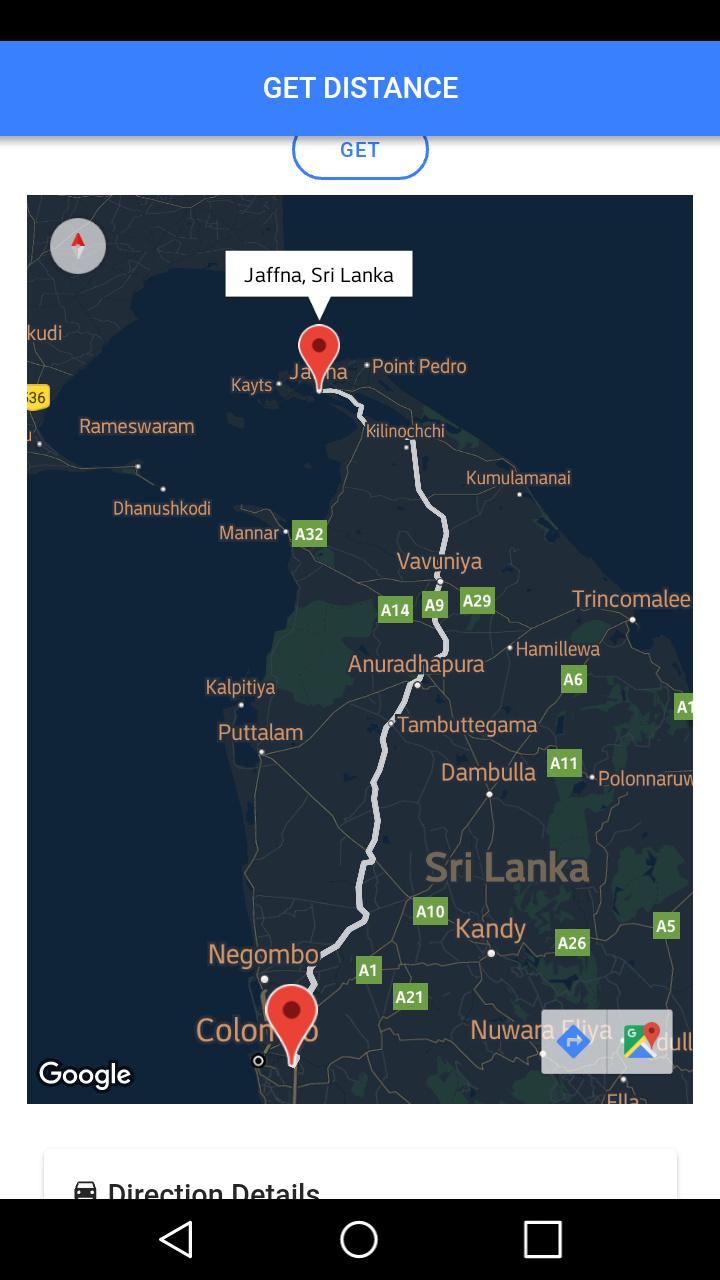 GET DISTANCE
GET
Jaffna, Sri Lanka
kudi
Point Pedro
Kayts
36
Rameswaram
Kilinochchi
Kumulamanai
Dhanushkodi
Mannar
A32
Vavuniya
A14
A9
A29
Trincomalee
Hamillewa
Anuradhapura
A6
Kalpitiya
A1
Tambuttegama
Puttalam
A11
Dambulla
Polonnaruw
Sri Lanka
A10
Kandy
A5
A26
Negombo
A1
A21
Colombo
Nuwara Eliya
dull
Google
Ella
Direction Details